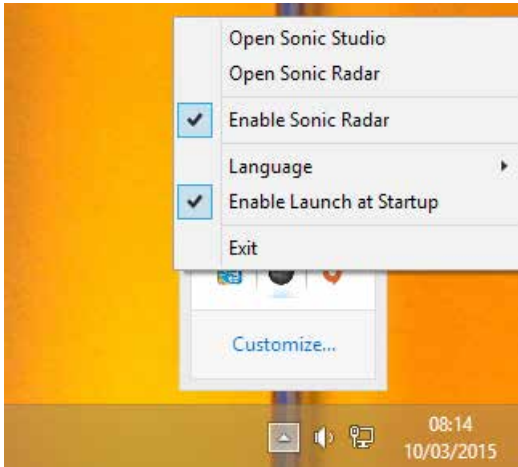 Open Sonic Studio
Open Sonic Radar
Enable Sonic Radar
Language
Enable Launch at Startup
Exit
Customize...
08:14
10/03/2015